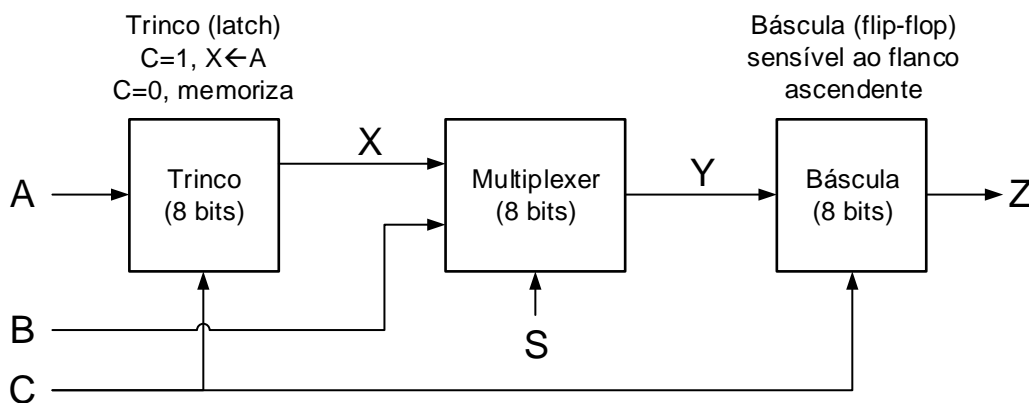 Trinco (latch)
C=1, X←A
C=0, memoriza
Báscula (flip-flop)
sensível ao flanco
ascendente
A
Trinco
(8 bits)
X
Multiplexer
(8 bits)
Y
Báscula
(8 bits)
Z
B
S
C